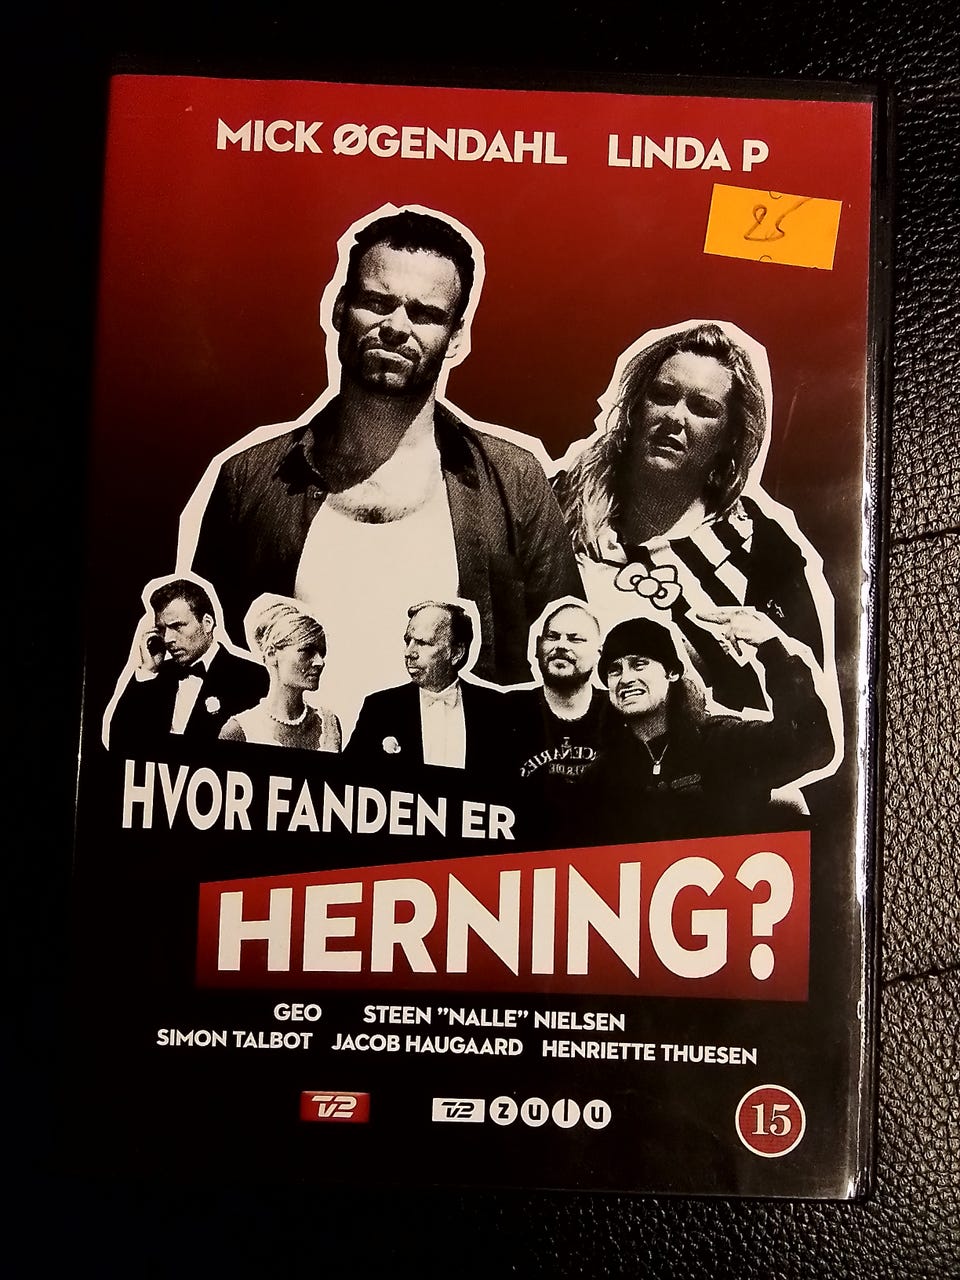 MICK ØGENDAHL LINDA P
25
HVOR FANDEN ER
HERNING?
GEO STEEN ”NALLE” NIELSEN
SIMON TALBOT JACOB HAUGAARD HENRIETTE THUESEN
TV2 TV2 zulu
15